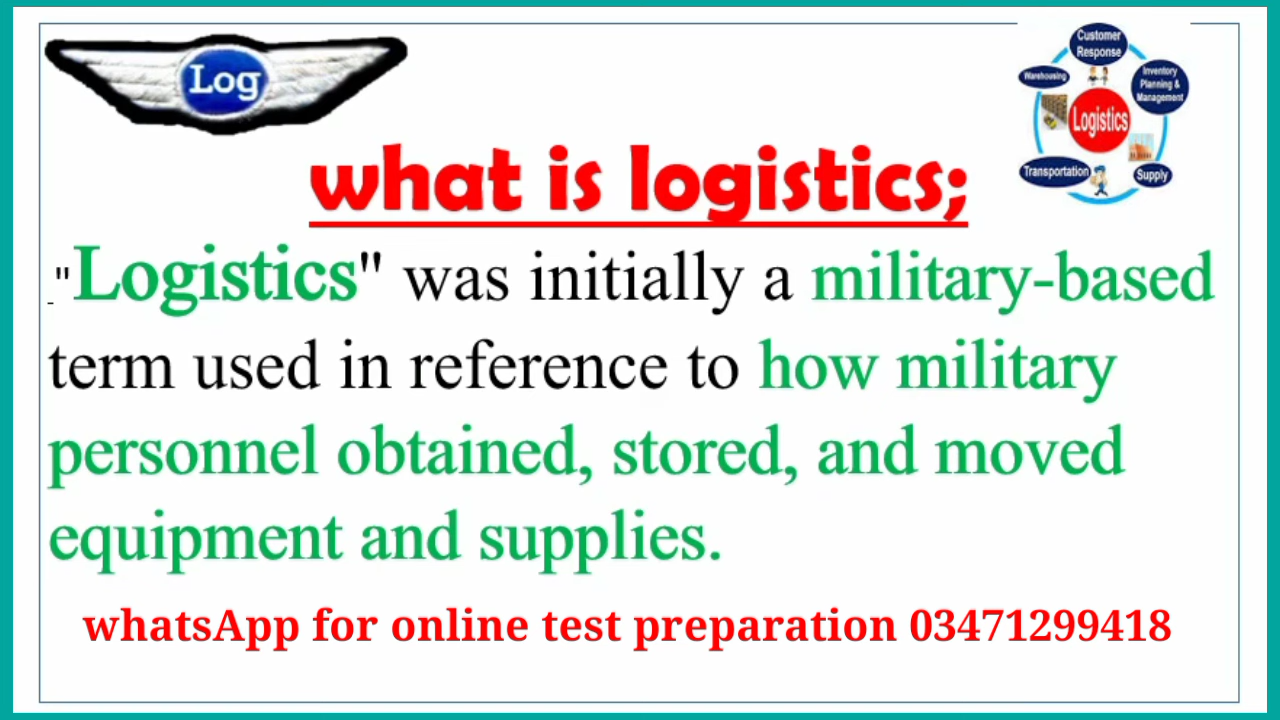 Log
Customer
Response
Warehousing
Inventory
Planning &
Management
Logistics
Transportation
Supply
what is logistics;
"Logistics" was initially a military-based
term used in reference to how military
personnel obtained, stored, and moved
equipment and supplies.
whatsApp for online test preparation 03471299418